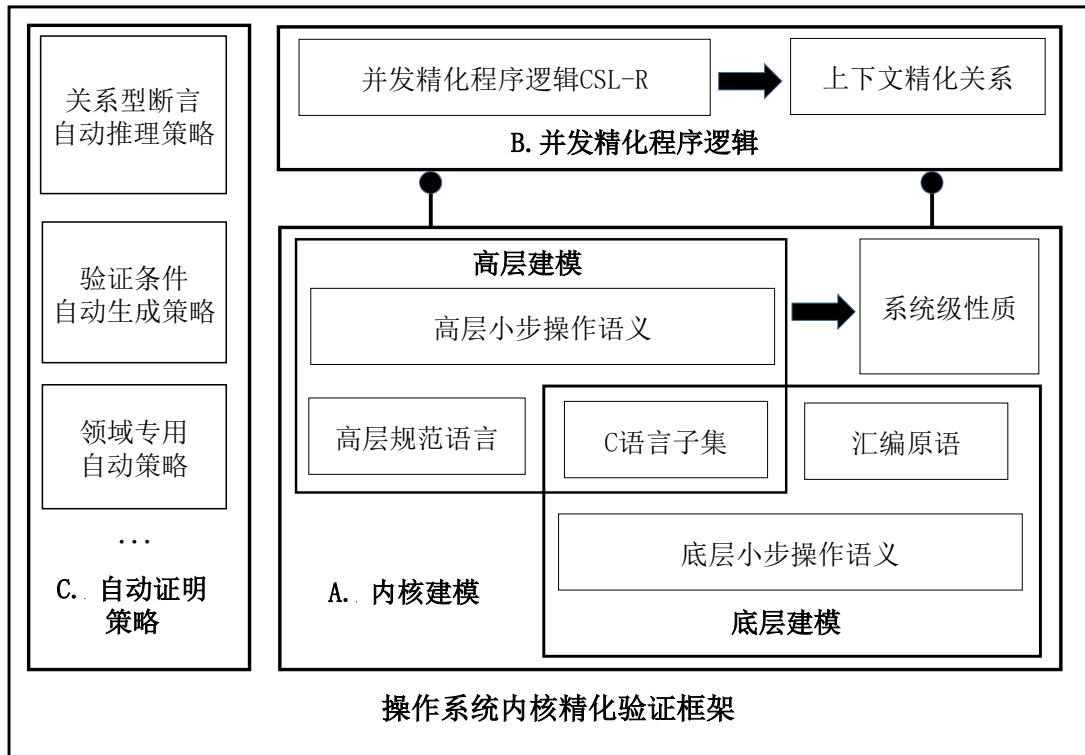 关系型断言
自动推理策略
验证条件
自动生成策略
领域专用
自动策略
...
C. 自动证明
策略
并发精化程序逻辑CSL-R
上下文精化关系
B.并发精化程序逻辑
高层建模
高层小步操作语义
系统级性质
高层规范语言
C语言子集
汇编原语
底层小步操作语义
A. 内核建模
底层建模
操作系统内核精化验证框架